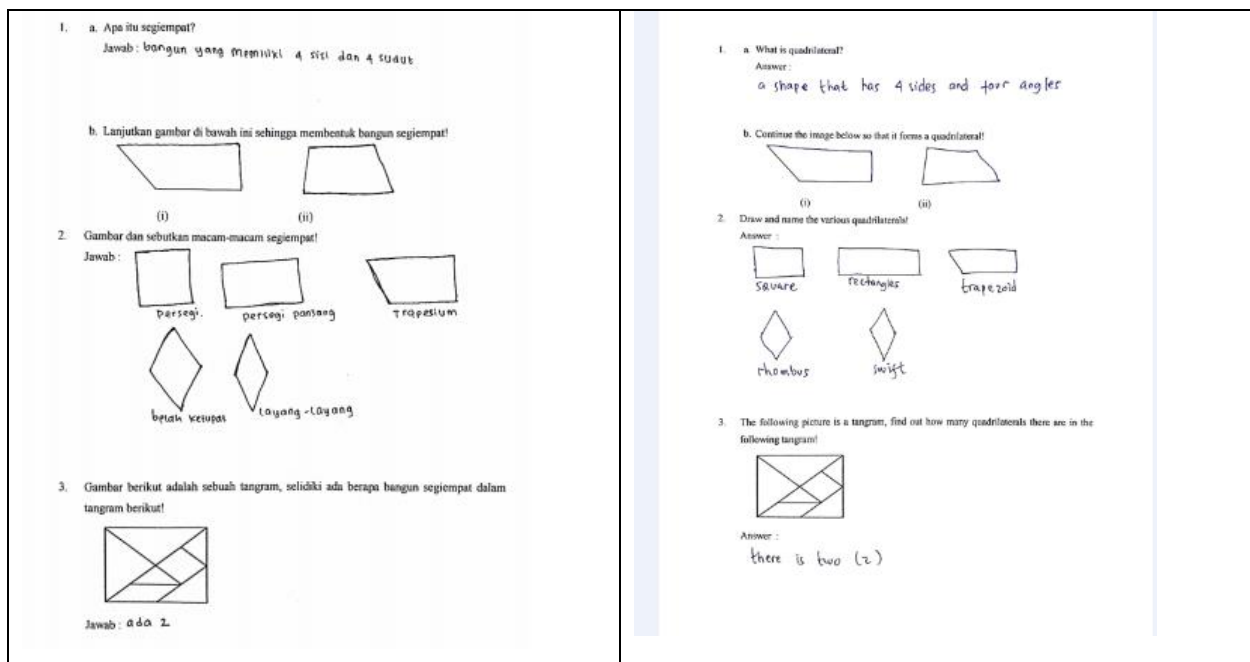 1. a. Apa itu segiempat?
Jawab : bangun yang memiliki 4 sisi dan 4 sudut
b. Lanjutkan gambar di bawah ini sehingga membentuk bangun segiempat!
(i) (ii)
2. Gambar dan sebutkan macam-macam segiempat!
Jawab :
Persegi. persegi panjang Trapesium
belah ketupat Layang-Layang
3. Gambar berikut adalah sebuah tangram, selidiki ada berapa bangun segiempat dalam
tangram berikut!
Jawab : ada 2
1. a. What is quadrilateral?
Answer :
a shape that has 4 sides and four angles
b. Continue the image below so that it forms a quadrilateral!
(i) (ii)
2. Draw and name the various quadrilaterals!
Answer :
square rectangles trapezoid
rhombus swift
3. The following picture is a tangram, find out how many quadrilaterals there are in the
following tangram!
Answer :
there is two (2)